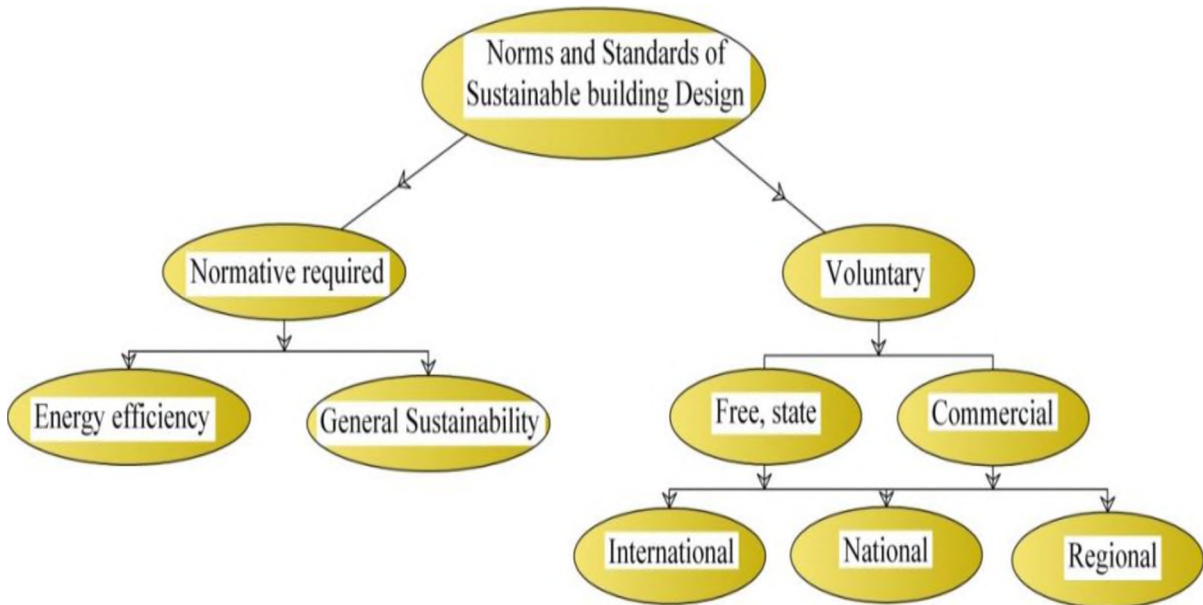 Norms and Standards of
Sustainable building Design
Normative required
Voluntary
Energy efficiency
General Sustainability
Free, state
Commercial
International
National
Regional